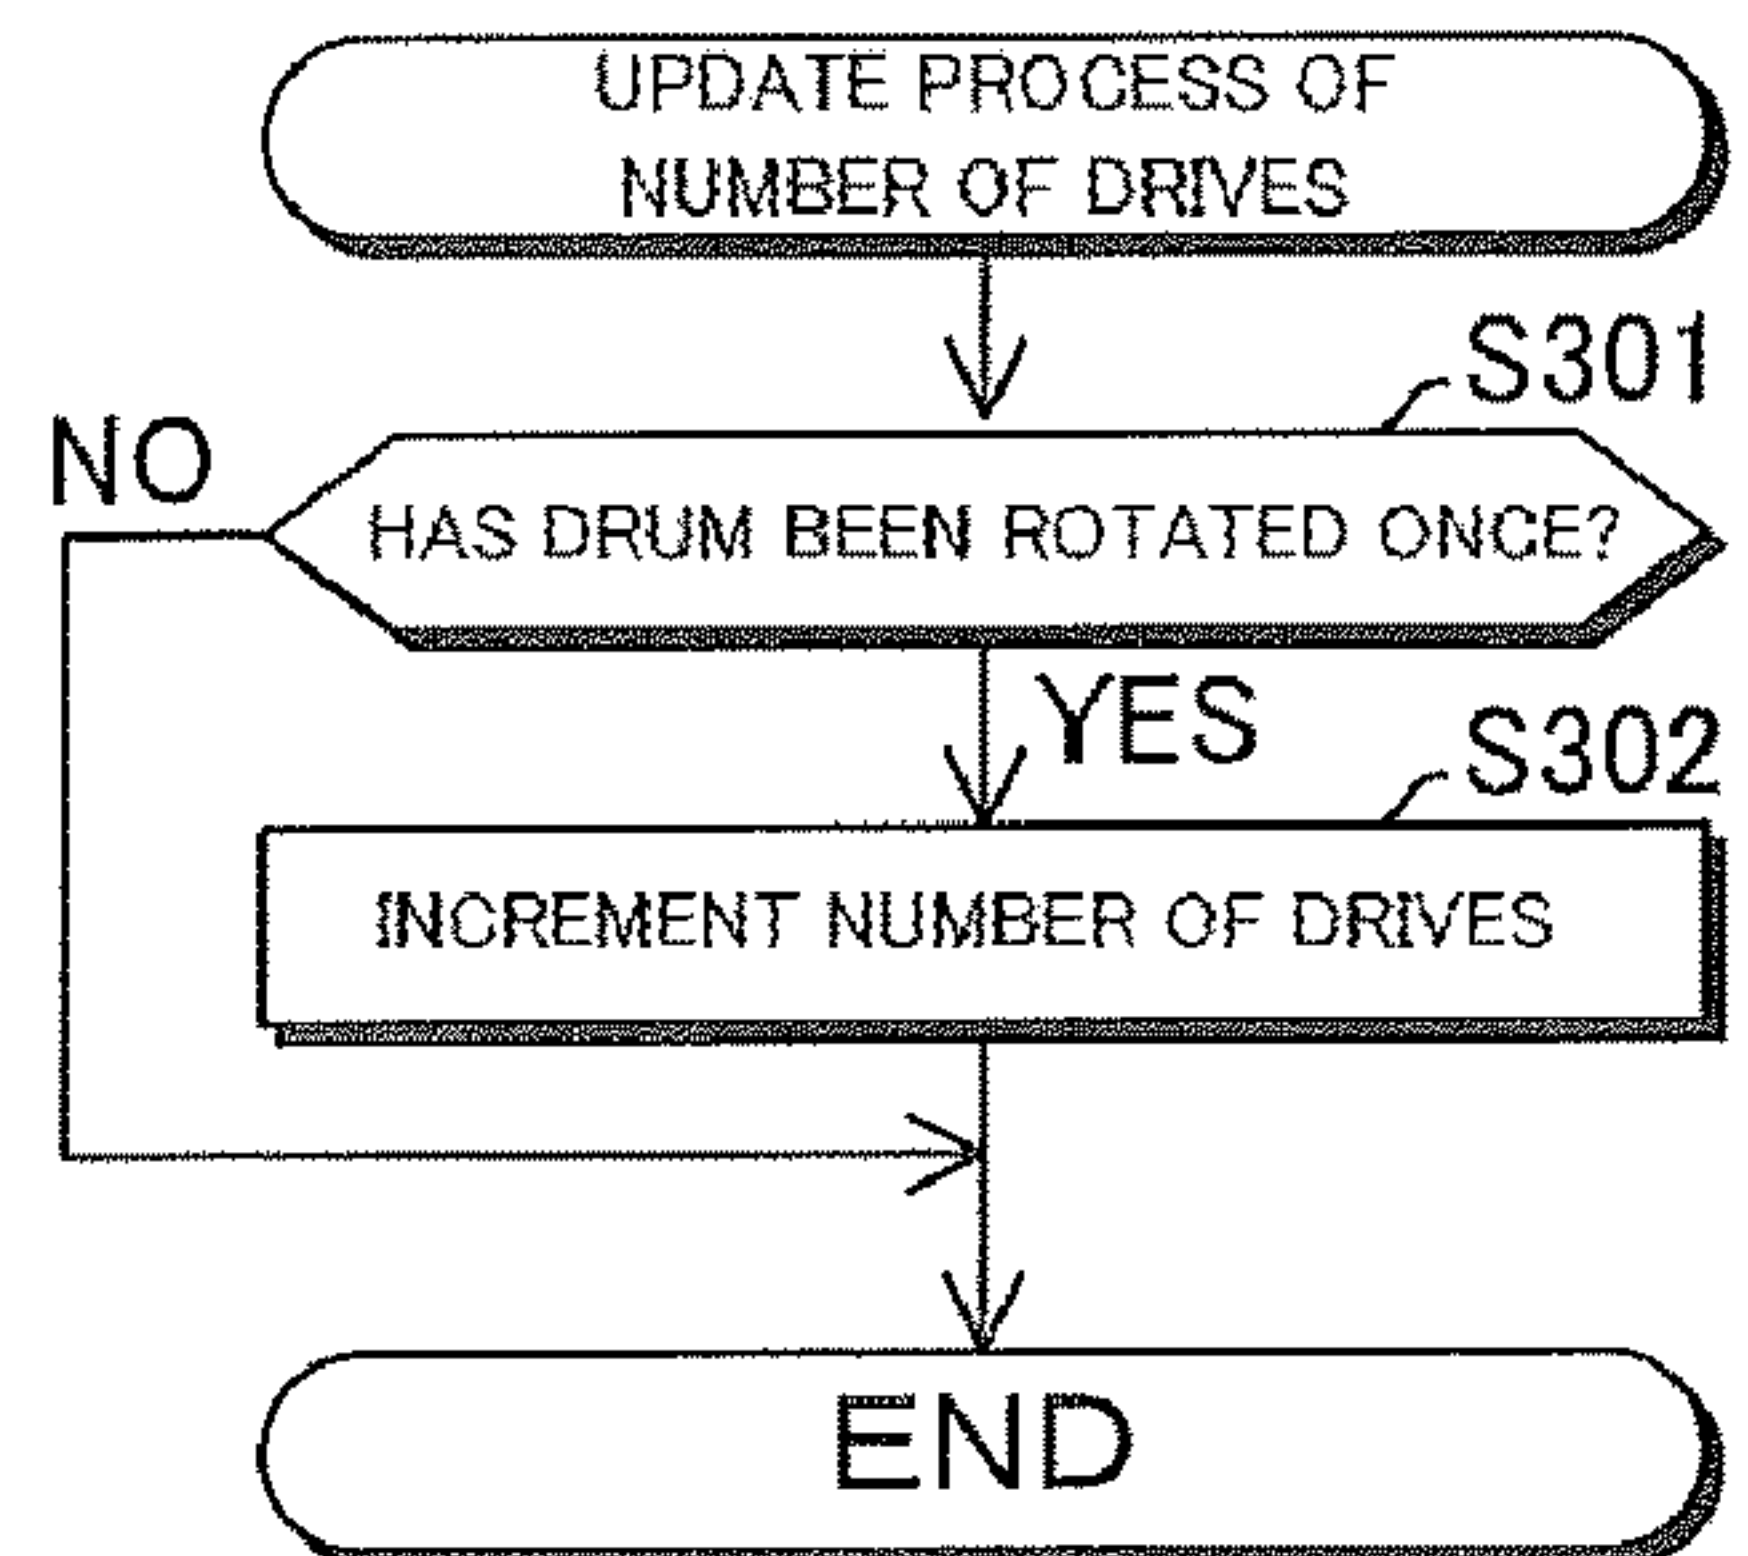 UPDATE PROCESS OF
NUMBER OF DRIVES
S301
NO
HAS DRUM BEEN ROTATED ONCE?
YES
S302
INCREMENT NUMBER OF DRIVES
END